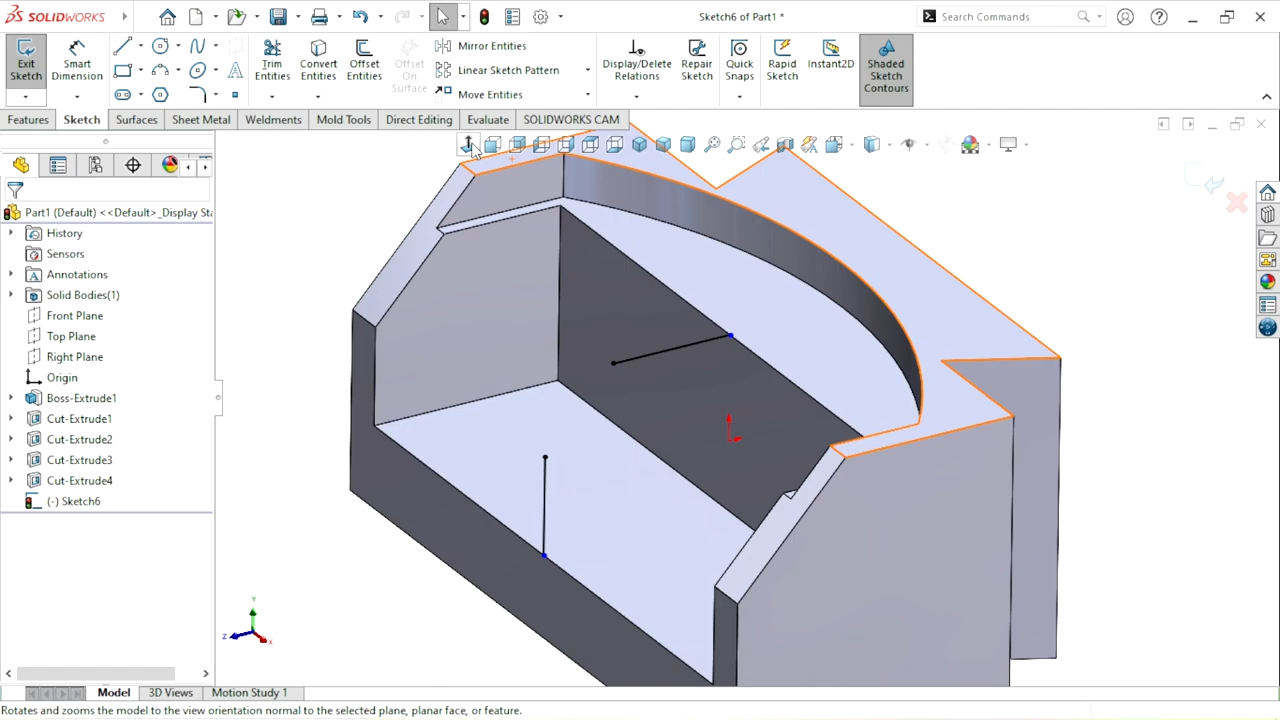 SOLIDWORKS
Sketch6 of Part1 *
Search Commands
Exit Sketch
Smart Dimension
Trim Entities
Convert Entities
Offset Entities
Offset On Surface
Mirror Entities
Linear Sketch Pattern
Move Entities
Display/Delete Relations
Repair Sketch
Quick Snaps
Rapid Sketch
Instant2D
Shaded Sketch Contours
Features Sketch Surfaces Sheet Metal Weldments Mold Tools Direct Editing Evaluate SOLIDWORKS CAM
Part1 (Default) <<Default>_Display Sta
History
Sensors
Annotations
Solid Bodies(1)
Front Plane
Top Plane
Right Plane
Origin
Boss-Extrude1
Cut-Extrude1
Cut-Extrude2
Cut-Extrude3
Cut-Extrude4
(-) Sketch6
Y
Z
X
Model 3D Views Motion Study 1
Rotates and zooms the model to the view orientation normal to the selected plane, planar face, or feature.